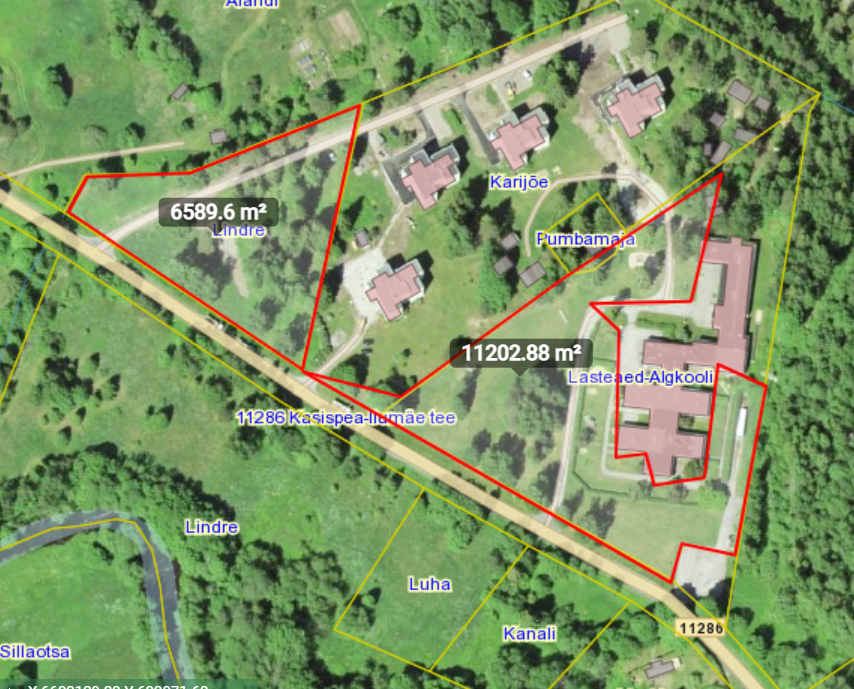 Alandi
Karijõe
6589.6 m²
Lindre
Pumbamaja
11202.88 m²
Lasteaed-Algkooli
11286 Kasispea-Ilumäe tee
Lindre
Luha
Kanali
11286
Sillaotsa